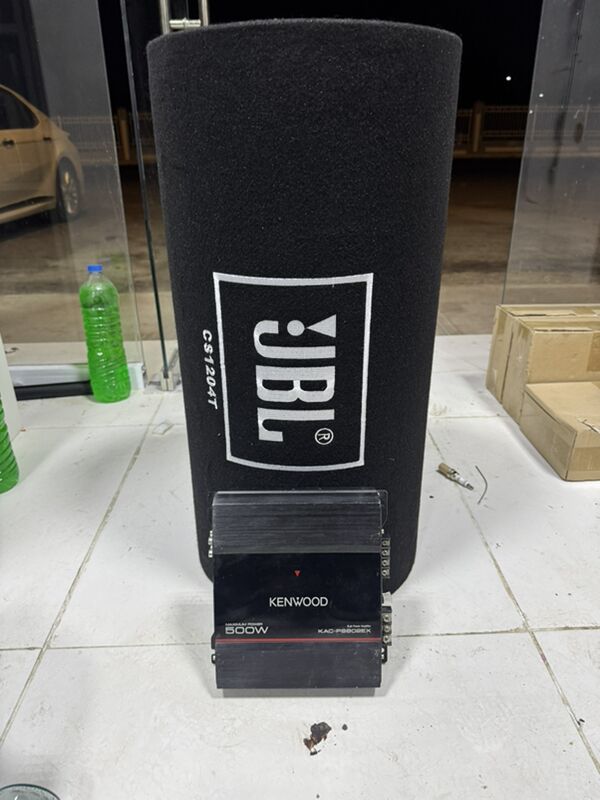 JBL®
CS1204T
KENWOOD
MAXIMUM POWER
500W
KAC-PS802EX